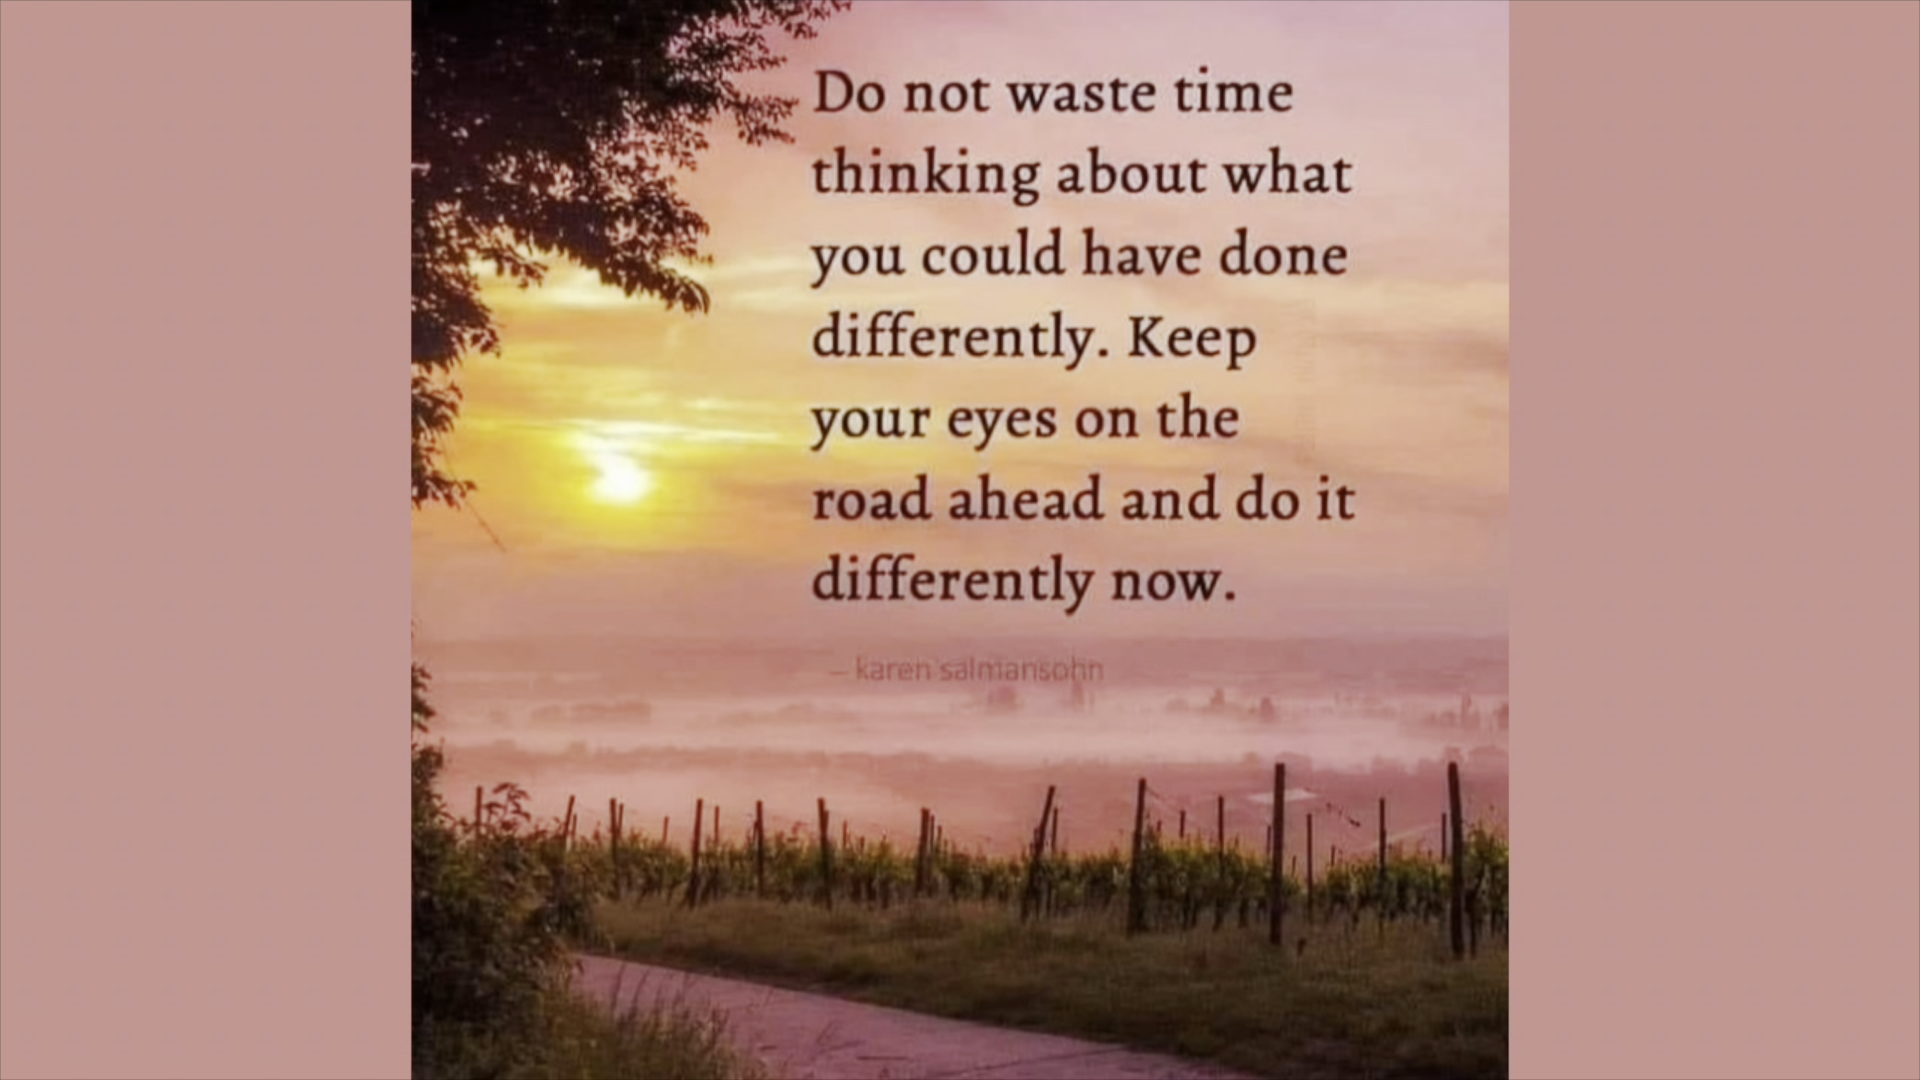 Do not waste time
thinking about what
you could have done
differently. Keep
your eyes on the
road ahead and do it
differently now.
– karen salmansohn